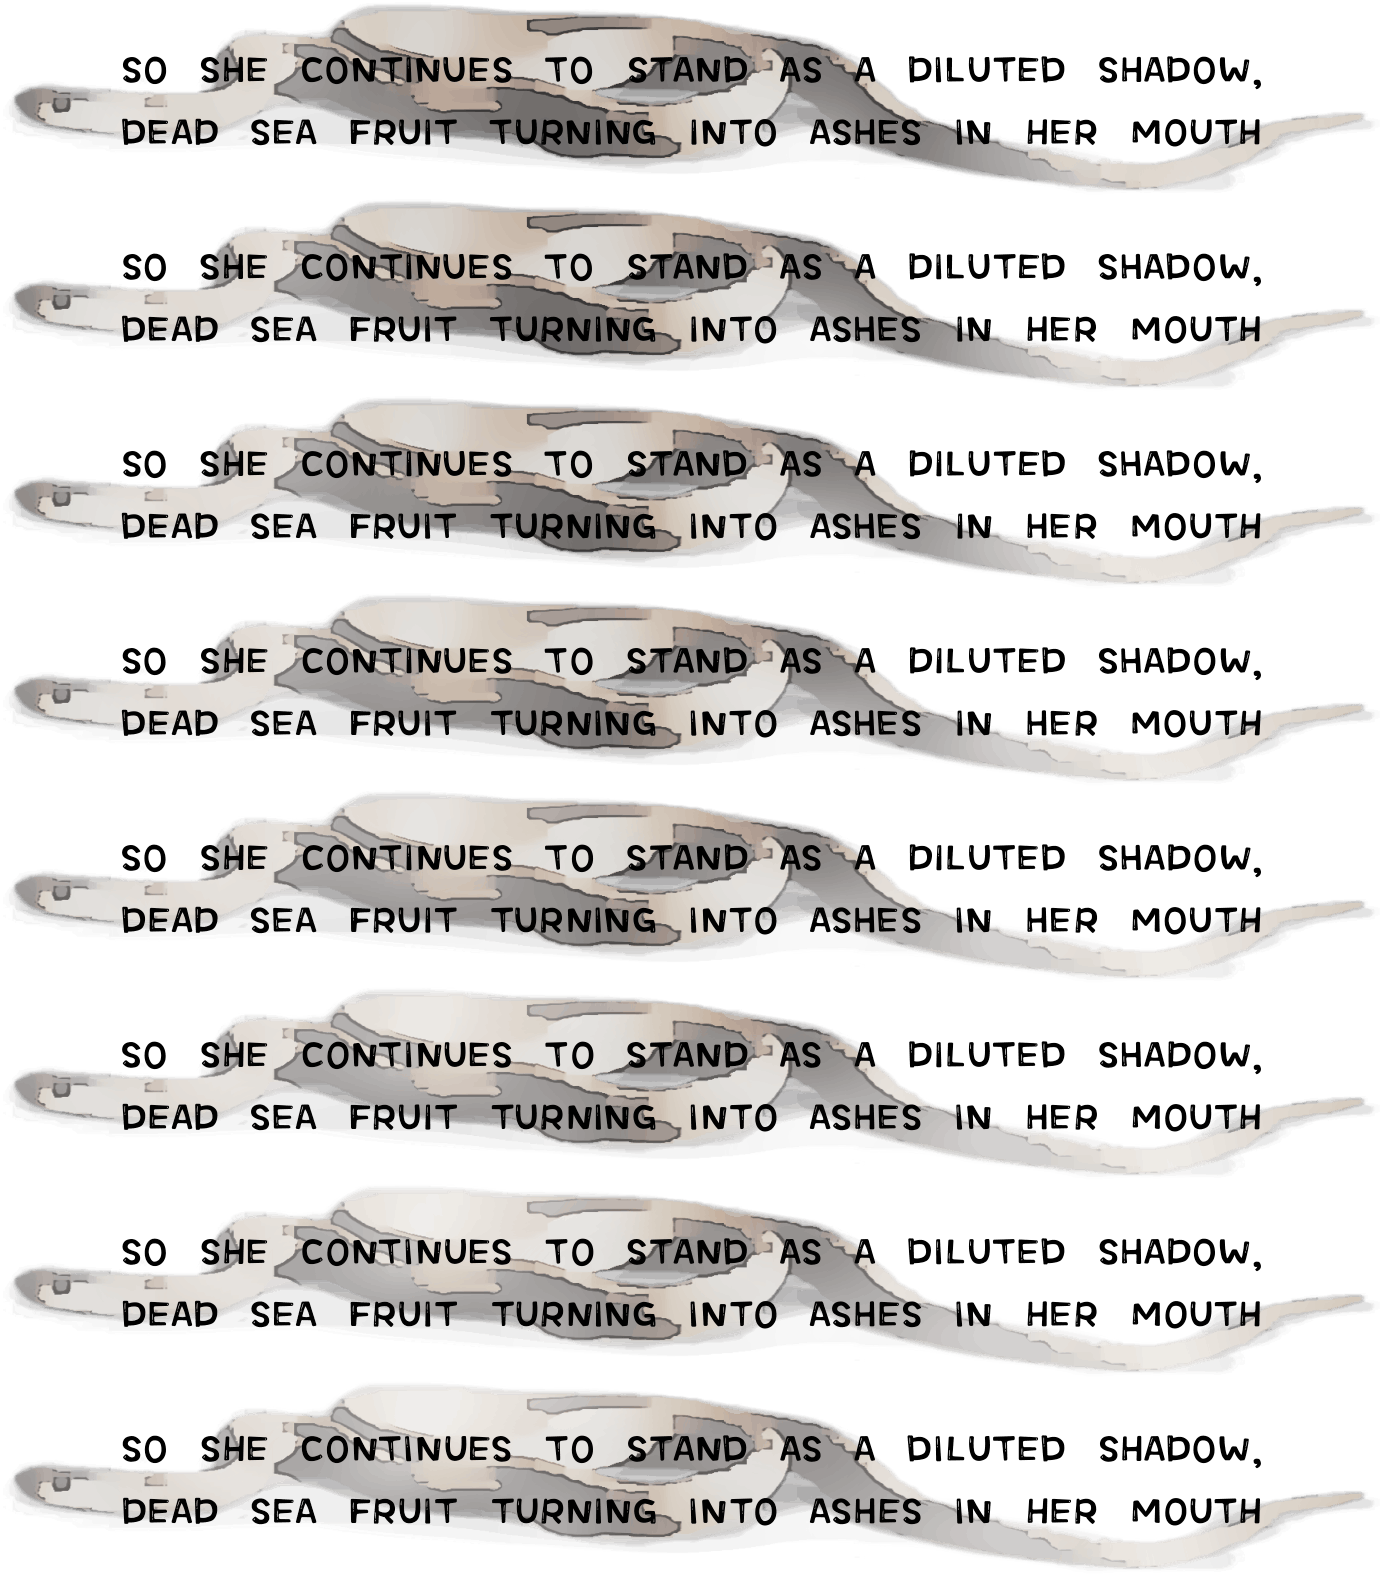 SO SHE CONTINUES TO STAND AS A DILUTED SHADOW,
DEAD SEA FRUIT TURNING INTO ASHES IN HER MOUTH
SO SHE CONTINUES TO STAND AS A DILUTED SHADOW,
DEAD SEA FRUIT TURNING INTO ASHES IN HER MOUTH
SO SHE CONTINUES TO STAND AS A DILUTED SHADOW,
DEAD SEA FRUIT TURNING INTO ASHES IN HER MOUTH
SO SHE CONTINUES TO STAND AS A DILUTED SHADOW,
DEAD SEA FRUIT TURNING INTO ASHES IN HER MOUTH
SO SHE CONTINUES TO STAND AS A DILUTED SHADOW,
DEAD SEA FRUIT TURNING INTO ASHES IN HER MOUTH
SO SHE CONTINUES TO STAND AS A DILUTED SHADOW,
DEAD SEA FRUIT TURNING INTO ASHES IN HER MOUTH
SO SHE CONTINUES TO STAND AS A DILUTED SHADOW,
DEAD SEA FRUIT TURNING INTO ASHES IN HER MOUTH
SO SHE CONTINUES TO STAND AS A DILUTED SHADOW,
DEAD SEA FRUIT TURNING INTO ASHES IN HER MOUTH